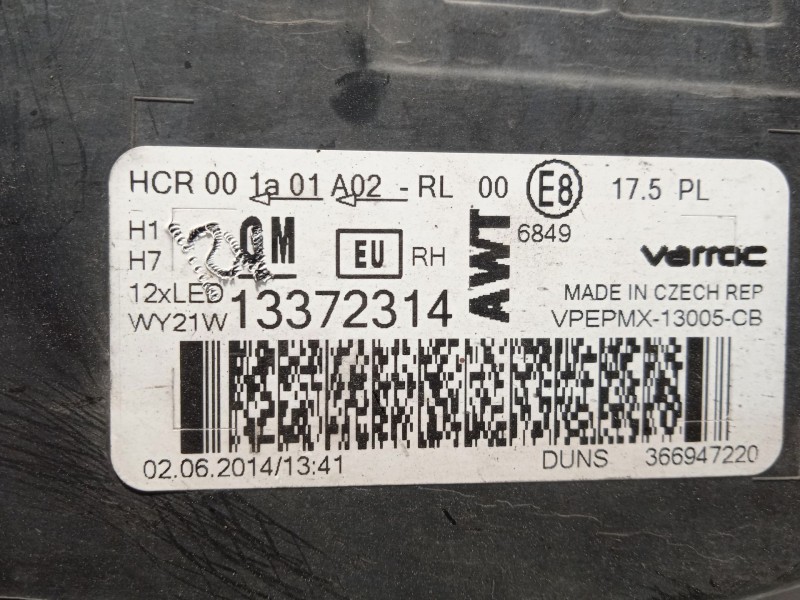 HCR 00 1a 01 A02 - RL 00 E8 17.5 PL
6849
H1
H7
GM
EU RH
AWT
varroc
12xLED
WY21W
13372314
MADE IN CZECH REP
VPEPMX-13005-CB
02.06.2014/13:41
DUNS 366947220